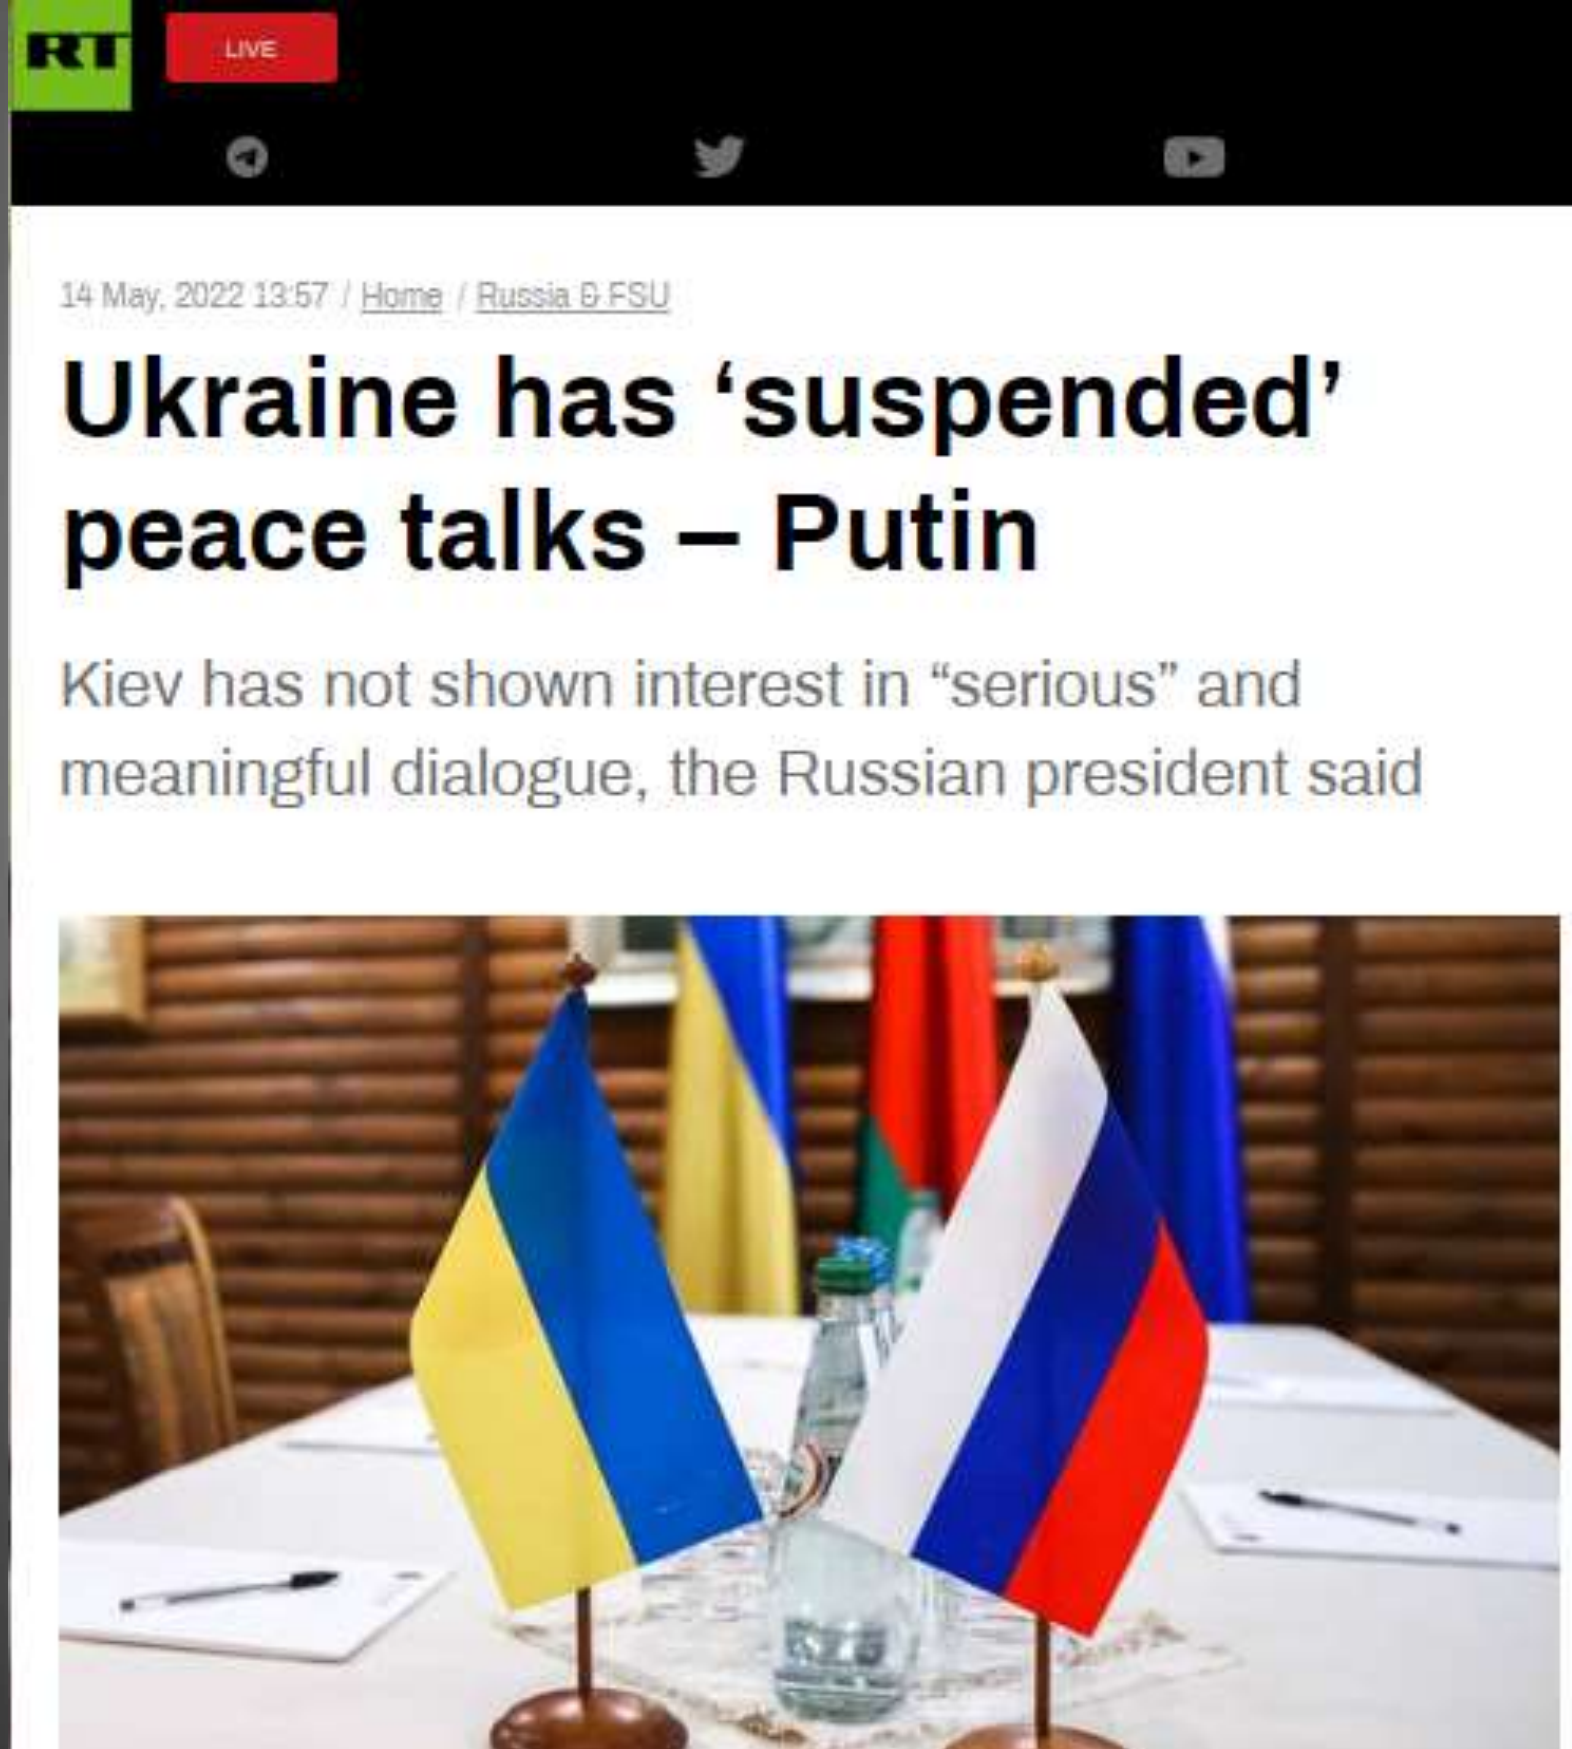 RT
LIVE
14 May, 2022 13:57 / Home / Russia & FSU
Ukraine has ‘suspended’
peace talks – Putin
Kiev has not shown interest in “serious” and
meaningful dialogue, the Russian president said